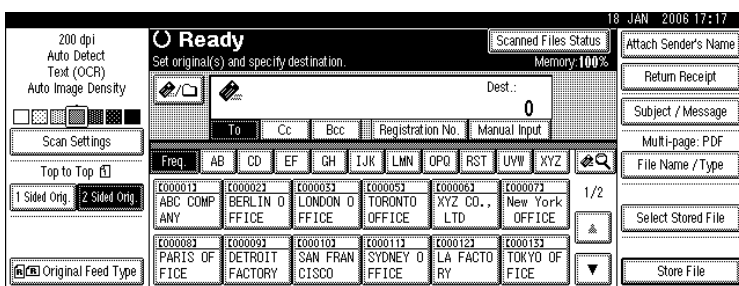 18 JAN 2006 17:17
200 dpi
Auto Detect
Text (OCR)
Auto Image Density
Scan Settings
Top to Top
1 Sided Orig. 2 Sided Orig.
Original Feed Type
Ready
Scanned Files Status
Set original(s) and specify destination.
Memory:100%
Dest.:
0
To Cc Bcc Registration No. Manual Input
Freq. AB CD EF GH IJK LMN OPQ RST UVW XYZ
[00001] [00002] [00003] [00005] [00006] [00007]
ABC COMP BERLIN O LONDON O TORONTO XYZ CO., New York
ANY FFICE FFICE OFFICE LTD OFFICE
1/2
[00008] [00009] [00010] [00011] [00012] [00013]
PARIS OF DETROIT SAN FRAN SYDNEY O LA FACTO TOKYO OF
FICE FACTORY CISCO FFICE RY FICE
Attach Sender's Name
Return Receipt
Subject / Message
Multi-page: PDF
File Name / Type
Select Stored File
Store File